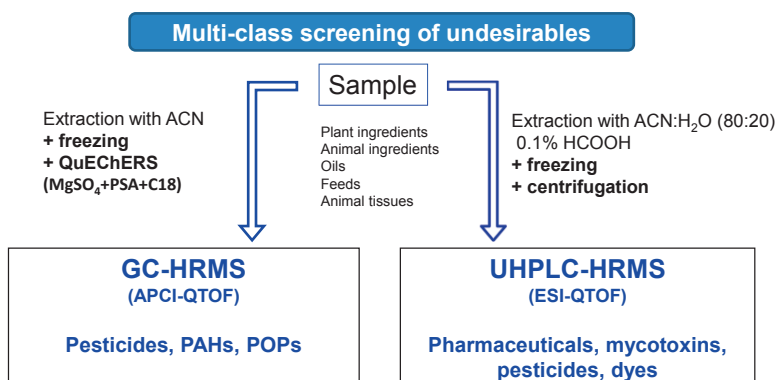 Multi-class screening of undesirables
Sample
Extraction with ACN
+ freezing
+ QuEChERS
(MgSO₄+PSA+C18)
Plant ingredients
Animal ingredients
Oils
Feeds
Animal tissues
Extraction with ACN:H₂O (80:20)
0.1% HCOOH
+ freezing
+ centrifugation
GC-HRMS
(APCI-QTOF)
Pesticides, PAHs, POPs
UHPLC-HRMS
(ESI-QTOF)
Pharmaceuticals, mycotoxins,
pesticides, dyes